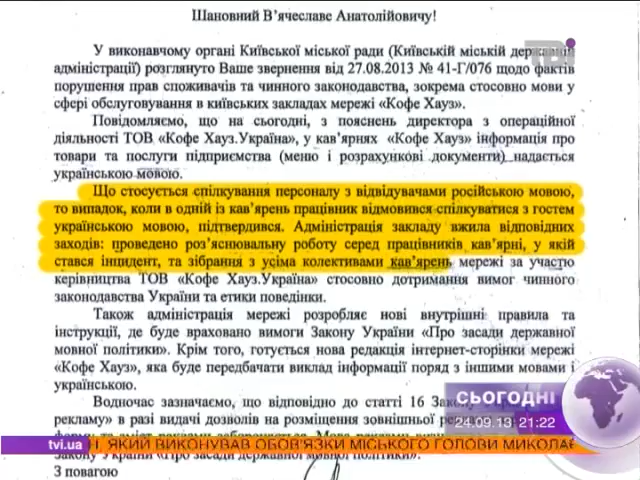 Шановний В'ячеславе Анатолійовичу!
У виконавчому органі Київської міської ради (Київській міській державній
адміністрації) розглянуто Ваше звернення від 27.08.2013 № 41-Г/076 щодо фактів
порушення прав споживачів та чинного законодавства, зокрема стосовно мови у
сфері обслуговування в київських закладах мережі «Кофе Хауз».
Повідомляємо, що на сьогодні, з пояснень директора з операційної
діяльності ТОВ «Кофе Хауз.Україна», у кав'ярнях «Кофе Хауз» інформація про
товари та послуги підприємства (меню і розрахункові документи) надається
українською мовою.
Що стосується спілкування персоналу з відвідувачами російською мовою,
то випадок, коли в одній із кав'ярень працівник відмовився спілкуватися з гостем
українською мовою, підтвердився. Адміністрація закладу вжила відповідних
заходів: проведено роз'яснювальну роботу серед працівників кав'ярні, у якій
стався інцидент, та зібрання з усіма колективами кав'ярень мережі за участю
керівництва ТОВ «Кофе Хауз.Україна» стосовно дотримання вимог чинного
законодавства України та етики поведінки.
Також адміністрація мережі розробляє нові внутрішні правила та
інструкції, де буде враховано вимоги Закону України «Про засади державної
мовної політики». Крім того, готується нова редакція інтернет-сторінки мережі
«Кофе Хауз», яка буде передбачати виклад інформації поряд з іншими мовами і
українською.
Водночас зазначаємо, що відповідно до статті 16 Закону
рекламу» в разі видачі дозволів на розміщення зовнішньої
Закону України «Про засади державної мовної політики».
З повагою
ТВі
СЬОГОДНІ
24.09.13 21:22
tvi.ua
І, ЯКИЙ ВИКОНУВАВ ОБОВ'ЯЗКИ МІСЬКОГО ГОЛОВИ МИКОЛАЄ